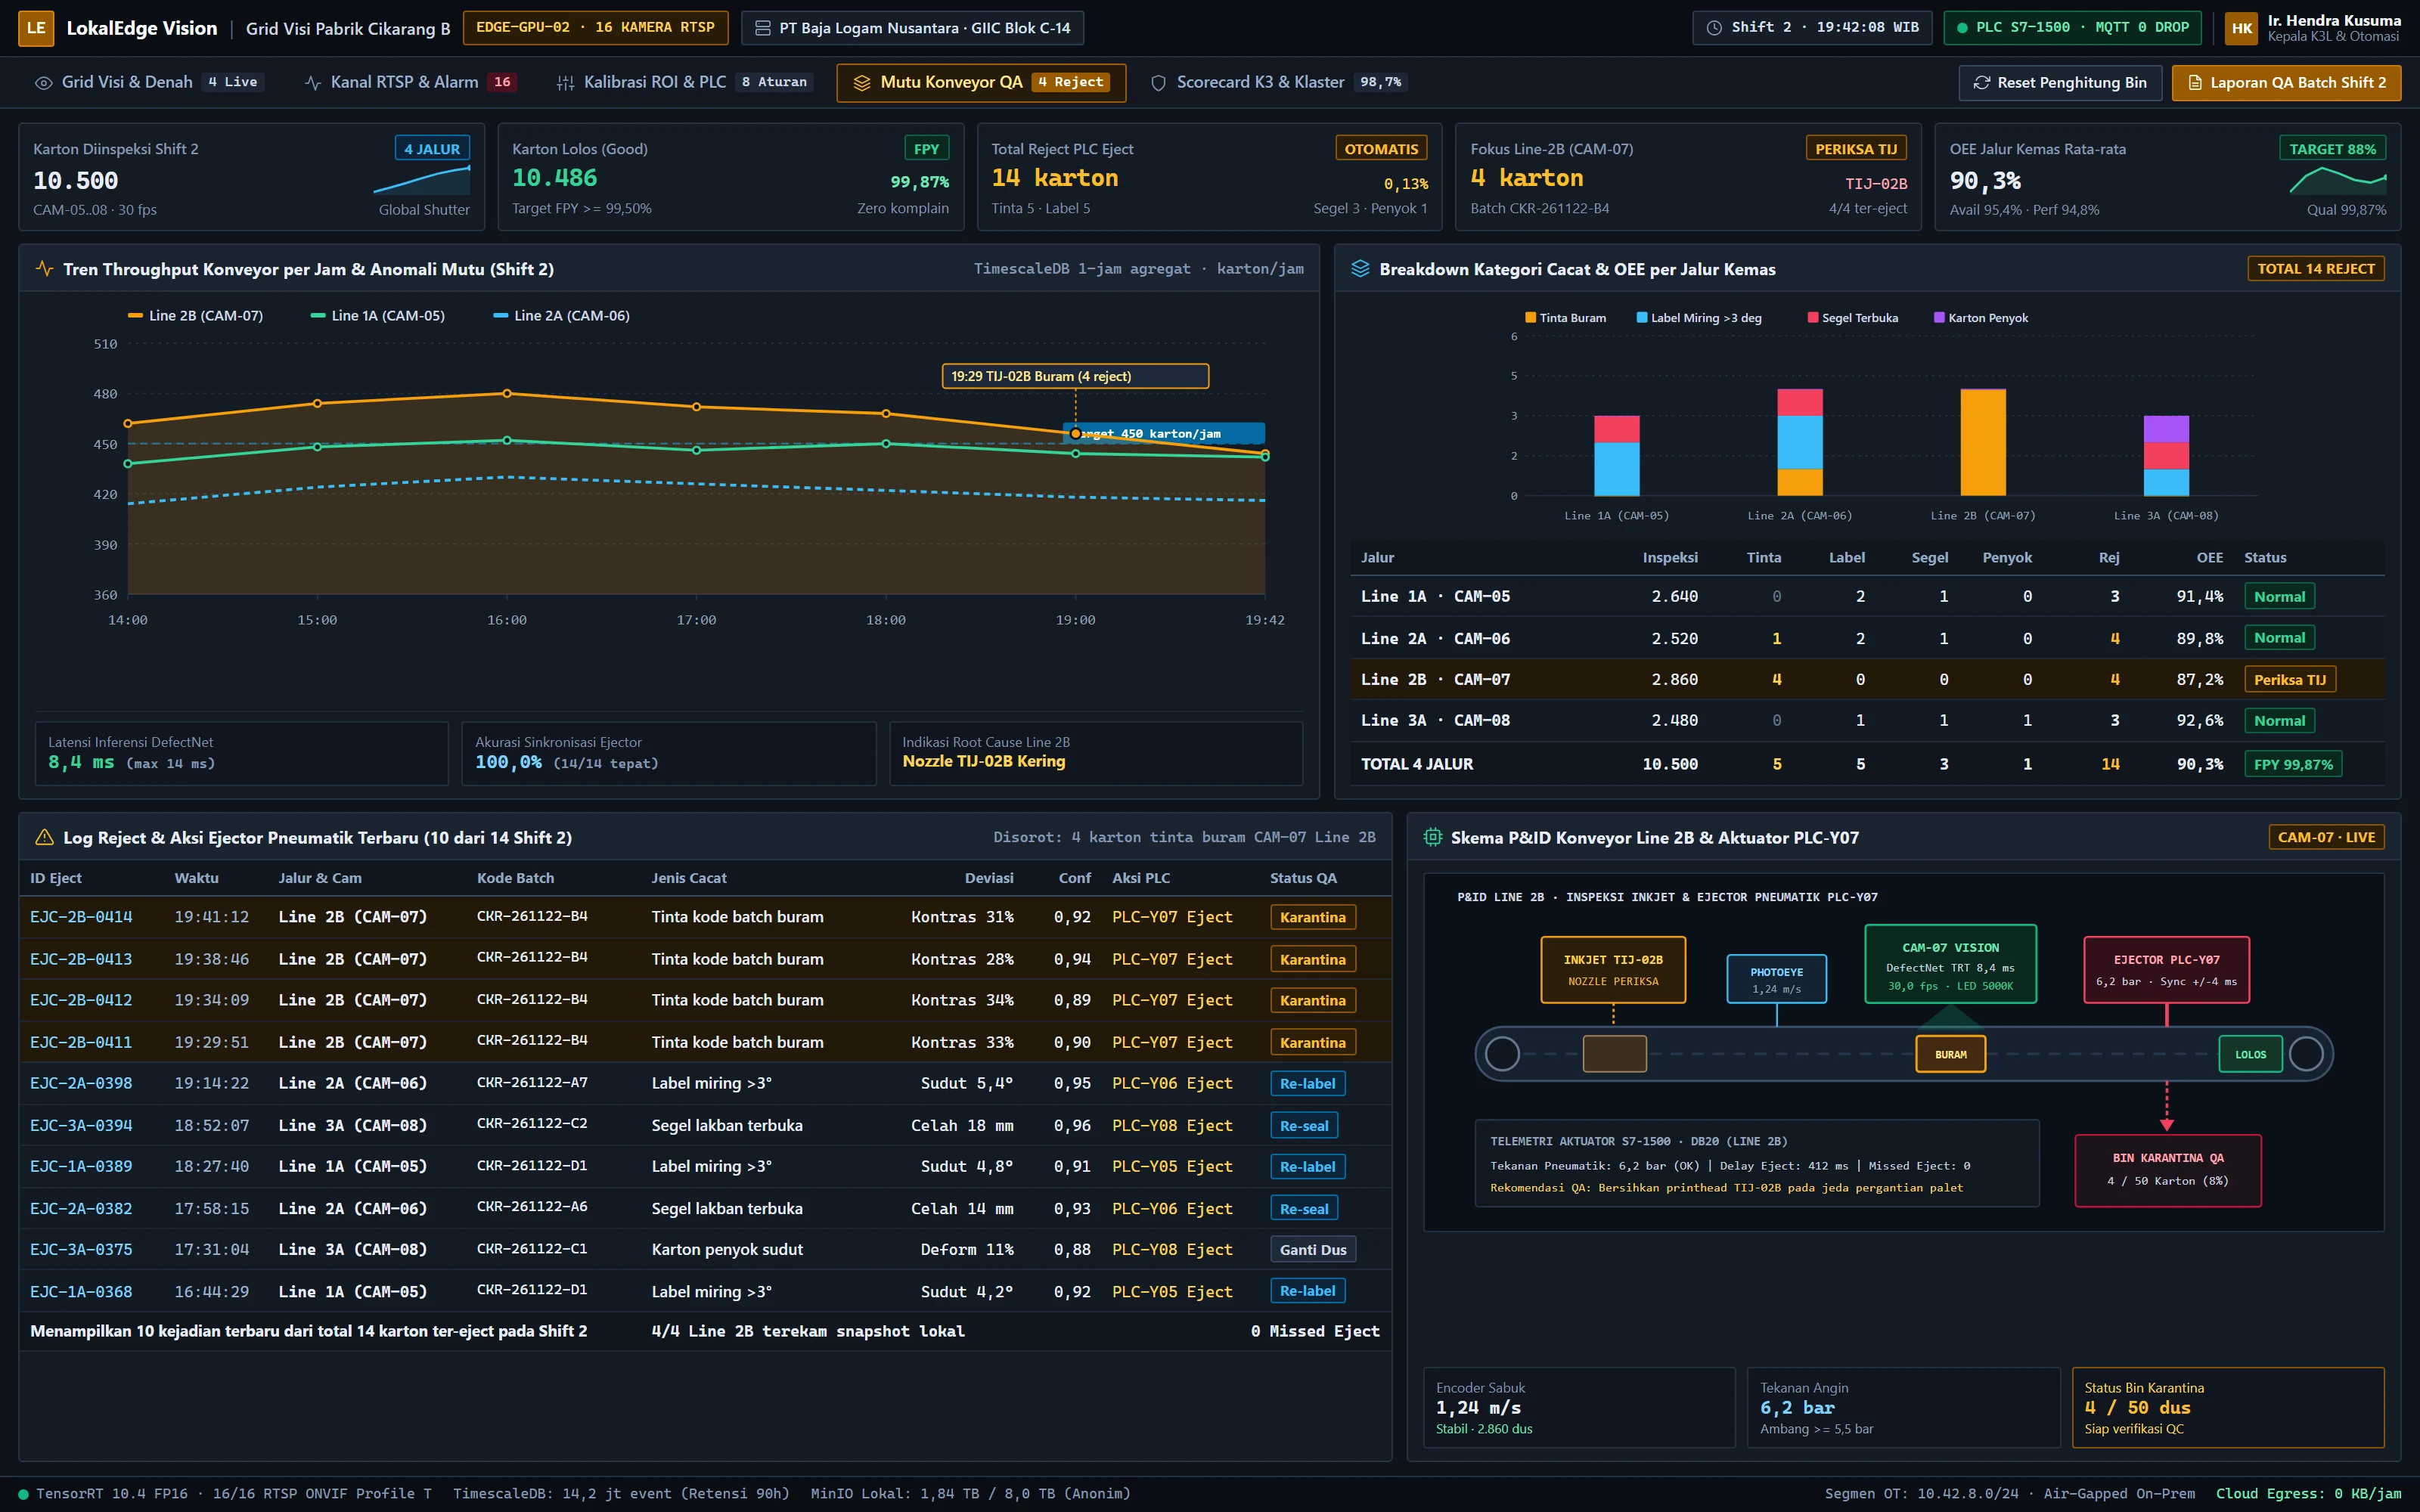 LE LokalEdge Vision | Grid Visi Pabrik Cikarang B EDGE-GPU-02 · 16 KAMERA RTSP PT Baja Logam Nusantara · GIIC Blok C-14 Shift 2 · 19:42:08 WIB PLC S7-1500 · MQTT 0 DROP HK Ir. Hendra Kusuma
Kepala K3L & Otomasi
Grid Visi & Denah 4 Live Kanal RTSP & Alarm 16 Kalibrasi ROI & PLC 8 Aturan Mutu Konveyor QA 4 Reject Scorecard K3 & Klaster 98,7% Reset Penghitung Bin Laporan QA Batch Shift 2
Karton Diinspeksi Shift 2 4 JALUR
10.500
CAM-05..08 · 30 fps Global Shutter
Karton Lolos (Good) FPY
10.486 99,87%
Target FPY >= 99,50% Zero komplain
Total Reject PLC Eject OTOMATIS
14 karton 0,13%
Tinta 5 · Label 5 Segel 3 · Penyok 1
Fokus Line-2B (CAM-07) PERIKSA TIJ
4 karton TIJ-02B
Batch CKR-261122-B4 4/4 ter-eject
OEE Jalur Kemas Rata-rata TARGET 88%
90,3%
Avail 95,4% · Perf 94,8% Qual 99,87%
Tren Throughput Konveyor per Jam & Anomali Mutu (Shift 2) TimescaleDB 1-jam agregat · karton/jam
Line 2B (CAM-07) Line 1A (CAM-05) Line 2A (CAM-06)
510
19:29 TIJ-02B Buram (4 reject)
480
450
rget 450 karton/jam
420
390
360
14:00 15:00 16:00 17:00 18:00 19:00 19:42
Latensi Inferensi DefectNet
8,4 ms (max 14 ms)
Akurasi Sinkronisasi Ejector
100,0% (14/14 tepat)
Indikasi Root Cause Line 2B
Nozzle TIJ-02B Kering
Breakdown Kategori Cacat & OEE per Jalur Kemas TOTAL 14 REJECT
Tinta Buram Label Miring >3 deg Segel Terbuka Karton Penyok
6
5
3
2
0
Line 1A (CAM-05) Line 2A (CAM-06) Line 2B (CAM-07) Line 3A (CAM-08)
Jalur Inspeksi Tinta Label Segel Penyok Rej OEE Status
Line 1A · CAM-05 2.640 0 2 1 0 3 91,4% Normal
Line 2A · CAM-06 2.520 1 2 1 0 4 89,8% Normal
Line 2B · CAM-07 2.860 4 0 0 0 4 87,2% Periksa TIJ
Line 3A · CAM-08 2.480 0 1 1 1 3 92,6% Normal
TOTAL 4 JALUR 10.500 5 5 3 1 14 90,3% FPY 99,87%
Log Reject & Aksi Ejector Pneumatik Terbaru (10 dari 14 Shift 2) Disorot: 4 karton tinta buram CAM-07 Line 2B
ID Eject Waktu Jalur & Cam Kode Batch Jenis Cacat Deviasi Conf Aksi PLC Status QA
EJC-2B-0414 19:41:12 Line 2B (CAM-07) CKR-261122-B4 Tinta kode batch buram Kontras 31% 0,92 PLC-Y07 Eject Karantina
EJC-2B-0413 19:38:46 Line 2B (CAM-07) CKR-261122-B4 Tinta kode batch buram Kontras 28% 0,94 PLC-Y07 Eject Karantina
EJC-2B-0412 19:34:09 Line 2B (CAM-07) CKR-261122-B4 Tinta kode batch buram Kontras 34% 0,89 PLC-Y07 Eject Karantina
EJC-2B-0411 19:29:51 Line 2B (CAM-07) CKR-261122-B4 Tinta kode batch buram Kontras 33% 0,90 PLC-Y07 Eject Karantina
EJC-2A-0398 19:14:22 Line 2A (CAM-06) CKR-261122-A7 Label miring >3° Sudut 5,4° 0,95 PLC-Y06 Eject Re-label
EJC-3A-0394 18:52:07 Line 3A (CAM-08) CKR-261122-C2 Segel lakban terbuka Celah 18 mm 0,96 PLC-Y08 Eject Re-seal
EJC-1A-0389 18:27:40 Line 1A (CAM-05) CKR-261122-D1 Label miring >3° Sudut 4,8° 0,91 PLC-Y05 Eject Re-label
EJC-2A-0382 17:58:15 Line 2A (CAM-06) CKR-261122-A6 Segel lakban terbuka Celah 14 mm 0,93 PLC-Y06 Eject Re-seal
EJC-3A-0375 17:31:04 Line 3A (CAM-08) CKR-261122-C1 Karton penyok sudut Deform 11% 0,88 PLC-Y08 Eject Ganti Dus
EJC-1A-0368 16:44:29 Line 1A (CAM-05) CKR-261122-D1 Label miring >3° Sudut 4,2° 0,92 PLC-Y05 Eject Re-label
Menampilkan 10 kejadian terbaru dari total 14 karton ter-eject pada Shift 2 4/4 Line 2B terekam snapshot lokal 0 Missed Eject
Skema P&ID Konveyor Line 2B & Aktuator PLC-Y07 CAM-07 · LIVE
P&ID LINE 2B · INSPEKSI INKJET & EJECTOR PNEUMATIK PLC-Y07
INKJET TIJ-02B
NOZZLE PERIKSA
PHOTOEYE
1,24 m/s
CAM-07 VISION
DefectNet TRT 8,4 ms
30,0 fps · LED 5000K
EJECTOR PLC-Y07
6,2 bar · Sync +/-4 ms
BURAM LOLOS
TELEMETRI AKTUATOR S7-1500 · DB20 (LINE 2B)
Tekanan Pneumatik: 6,2 bar (OK) | Delay Eject: 412 ms | Missed Eject: 0
Rekomendasi QA: Bersihkan printhead TIJ-02B pada jeda pergantian palet
BIN KARANTINA QA
4 / 50 Karton (8%)
Encoder Sabuk
1,24 m/s
Stabil · 2.860 dus
Tekanan Angin
6,2 bar
Ambang >= 5,5 bar
Status Bin Karantina
4 / 50 dus
Siap verifikasi QC
TensorRT 10.4 FP16 · 16/16 RTSP ONVIF Profile T TimescaleDB: 14,2 jt event (Retensi 90h) MinIO Lokal: 1,84 TB / 8,0 TB (Anonim) Segmen OT: 10.42.8.0/24 · Air-Gapped On-Prem Cloud Egress: 0 KB/jam